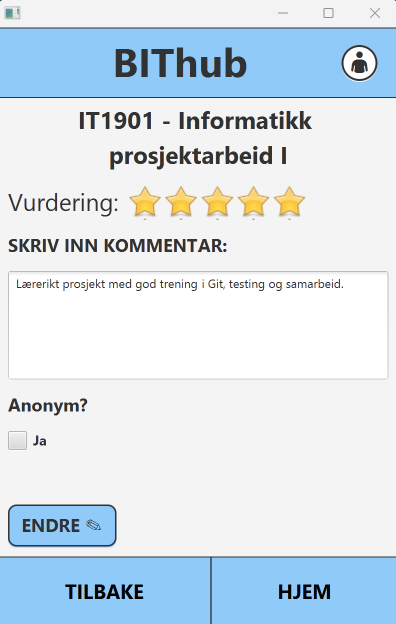 BIThub
IT1901 - Informatikk
prosjektarbeid I
Vurdering:
SKRIV INN KOMMENTAR:
Lærerikt prosjekt med god trening i Git, testing og samarbeid.
Anonym?
Ja
ENDRE ✎
TILBAKE
HJEM